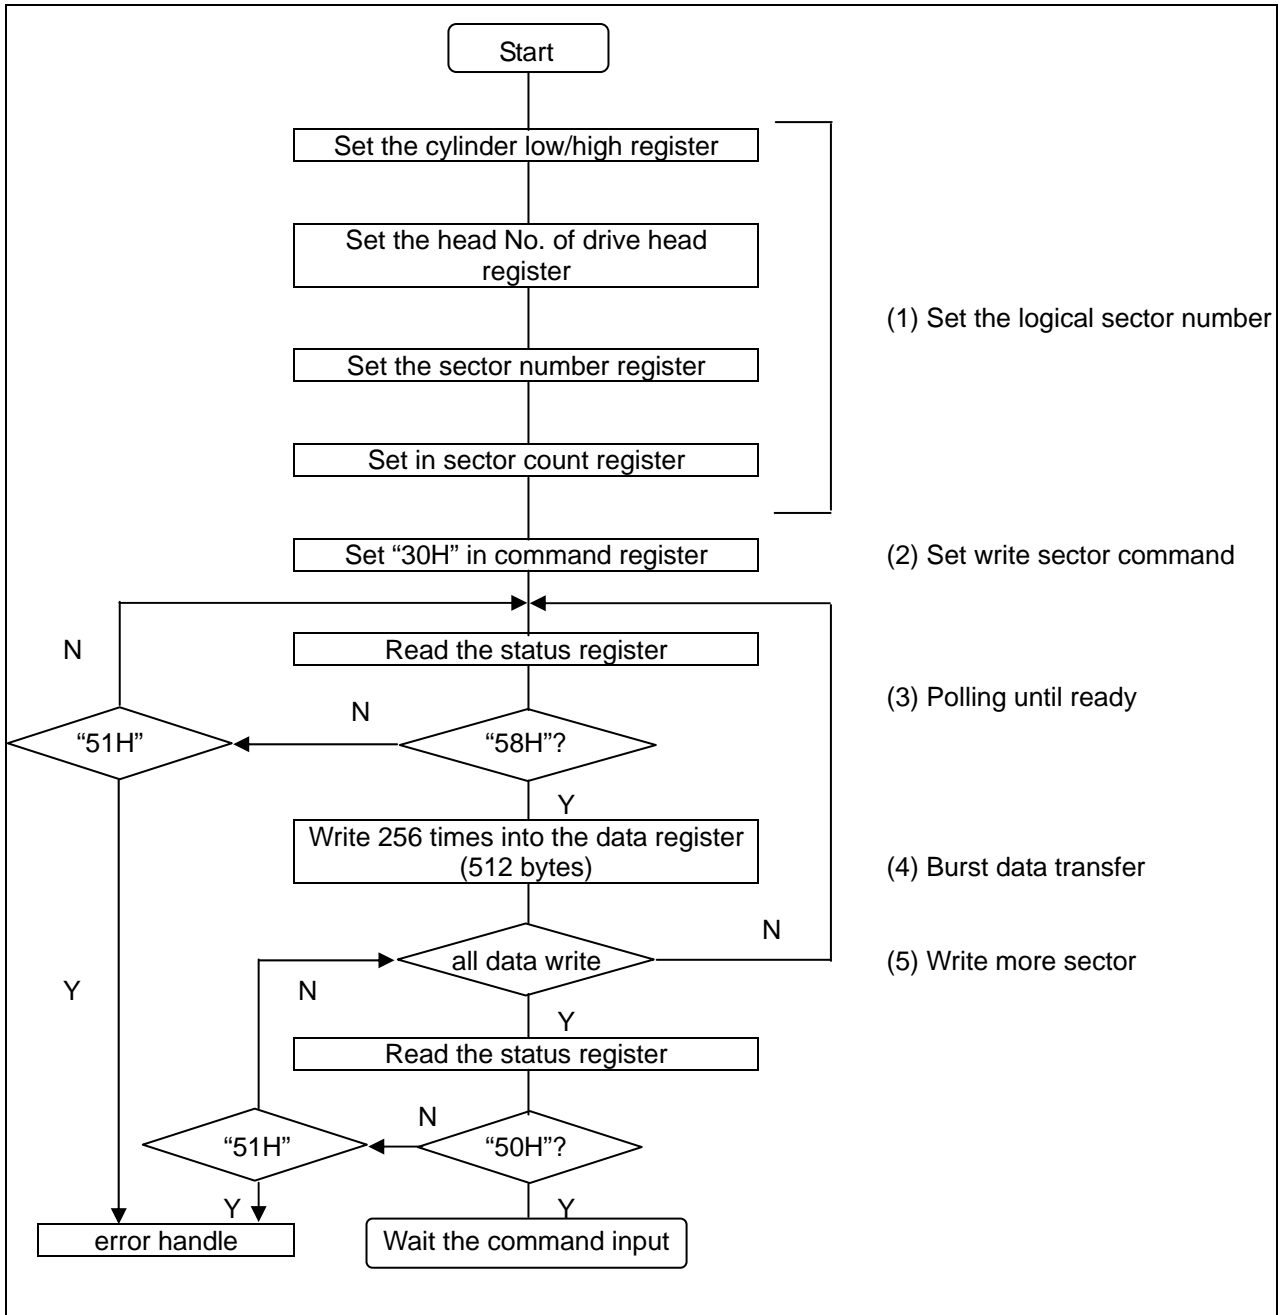 Start
Set the cylinder low/high register
Set the head No. of drive head
register
(1) Set the logical sector number
Set the sector number register
Set in sector count register
Set “30H” in command register
(2) Set write sector command
N
Read the status register
(3) Polling until ready
N
“51H”
“58H”?
Y
Write 256 times into the data register
(512 bytes)
(4) Burst data transfer
N
all data write
(5) Write more sector
Y
N
Y
Read the status register
N
“51H”
“50H”?
Y
Y
error handle
Wait the command input